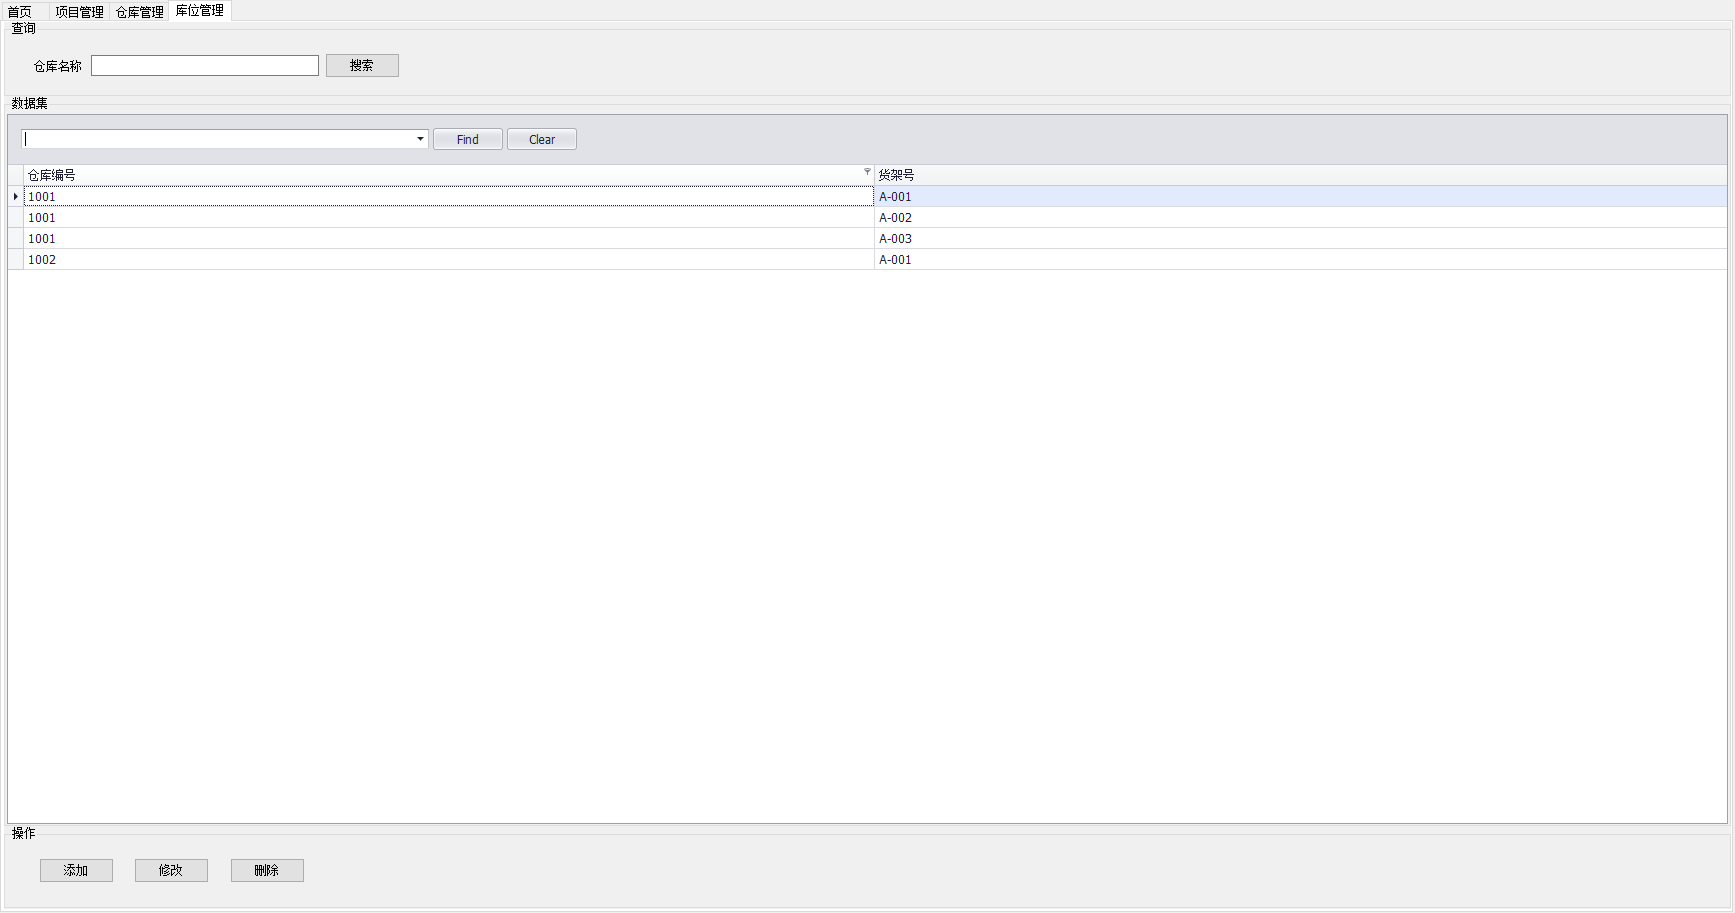 首页 项目管理 仓库管理 库位管理
查询
仓库名称 搜索
数据集
Find Clear
仓库编号 货架号
1001 A-001
1001 A-002
1001 A-003
1002 A-001
操作
添加 修改 删除